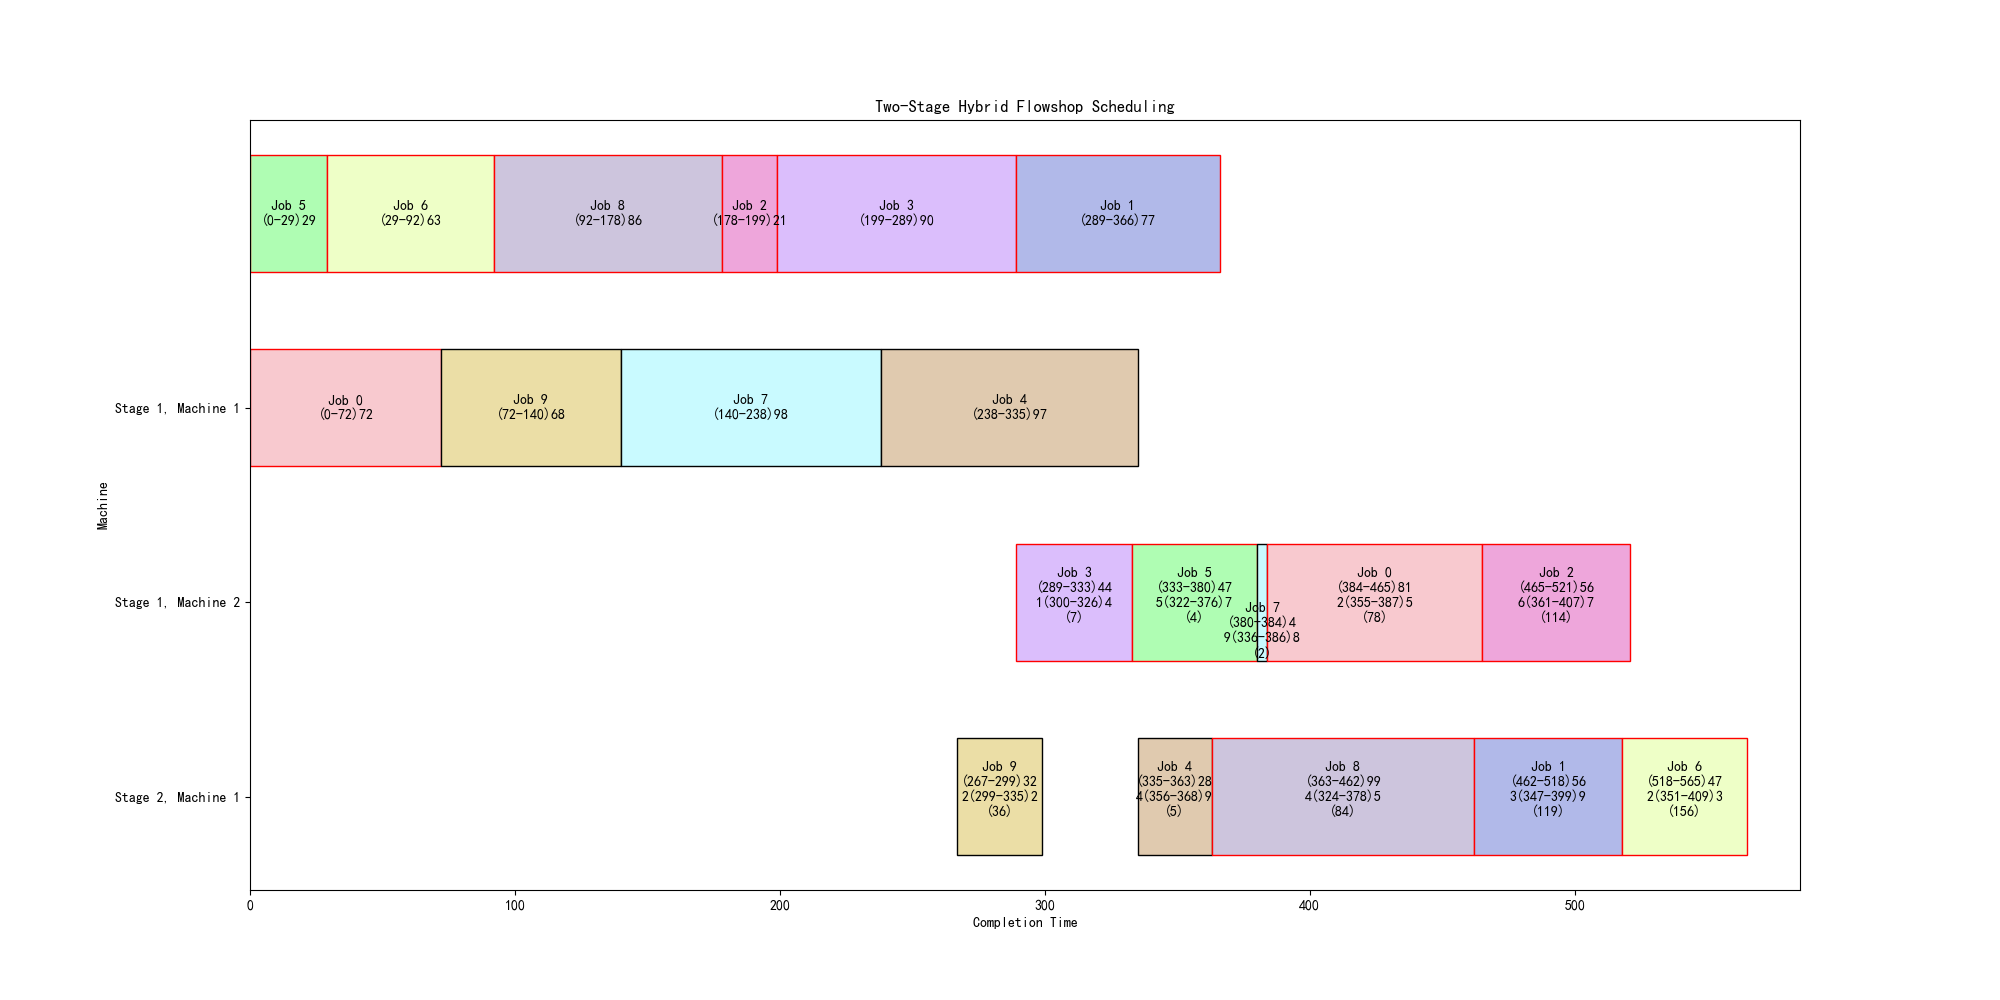 Two-Stage Hybrid Flowshop Scheduling
Job 5
(0-29)29
Job 6
(29-92)63
Job 8
(92-178)86
Job 2
(178-199)21
Job 3
(199-289)90
Job 1
(289-366)77
Stage 1, Machine 1
Job 0
(0-72)72
Job 9
(72-140)68
Job 7
(140-238)98
Job 4
(238-335)97
Machine
Stage 1, Machine 2
Job 3
(289-333)44
1(300-326)4
(7)
Job 5
(333-380)47
5(322-376)7
(4)
Job 7
(380-384)4
9(336-386)8
(2)
Job 0
(384-465)81
2(355-387)5
(78)
Job 2
(465-521)56
6(361-407)7
(114)
Stage 2, Machine 1
Job 9
(267-299)32
2(299-335)2
(36)
Job 4
(335-363)28
4(356-368)9
(5)
Job 8
(363-462)99
4(324-378)5
(84)
Job 1
(462-518)56
3(347-399)9
(119)
Job 6
(518-565)47
2(351-409)3
(156)
0
100
200
300
400
500
Completion Time